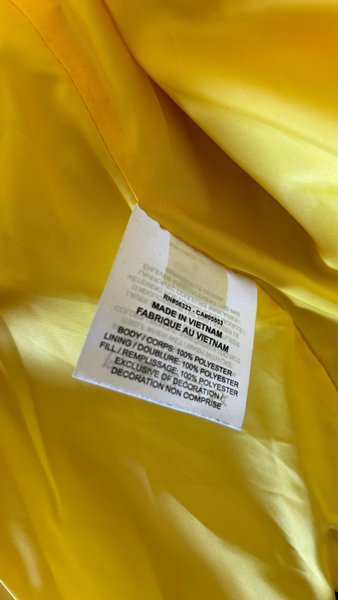 RN#56323 - CA#05553
MADE IN VIETNAM
FABRIQUE AU VIETNAM
BODY / CORPS: 100% POLYESTER
LINING / DOUBLURE: 100% POLYESTER
FILL / REMPLISSAGE: 100% POLYESTER
EXCLUSIVE OF DECORATION /
DECORATION NON COMPRISE